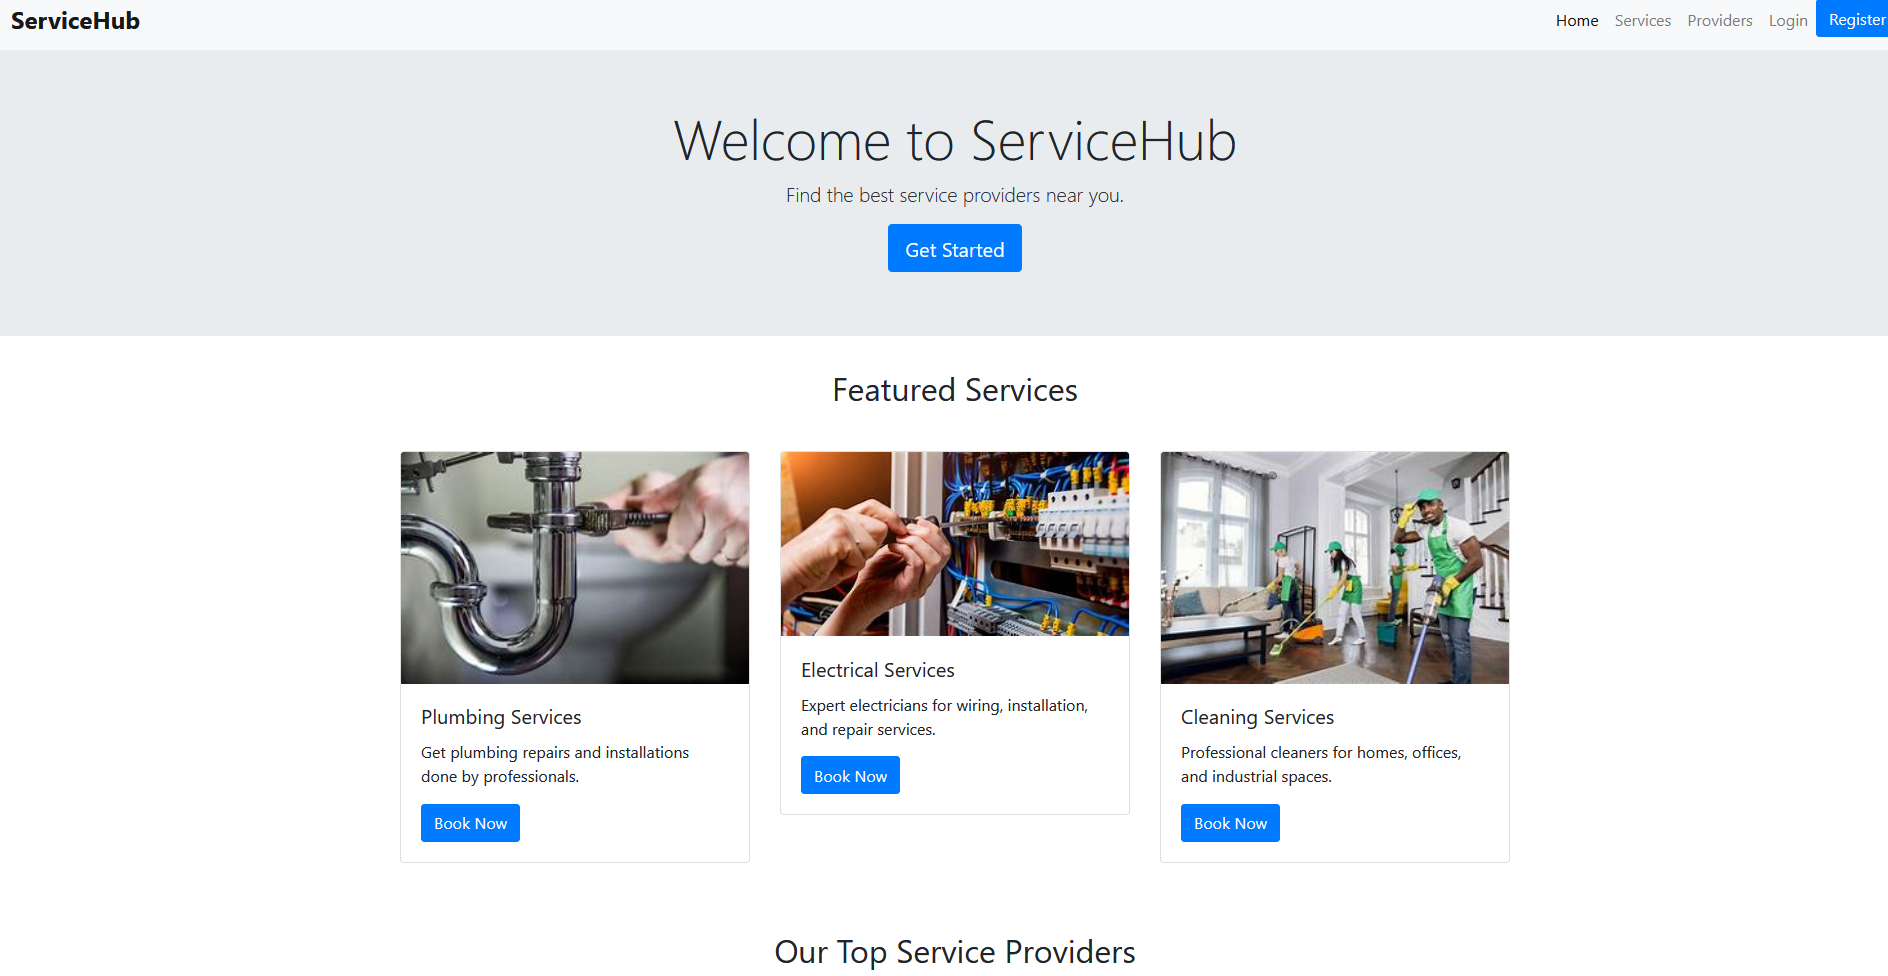 ServiceHub
Home Services Providers Login Register
Welcome to ServiceHub
Find the best service providers near you.
Get Started
Featured Services
Plumbing Services
Get plumbing repairs and installations
done by professionals.
Book Now
Electrical Services
Expert electricians for wiring, installation,
and repair services.
Book Now
Cleaning Services
Professional cleaners for homes, offices,
and industrial spaces.
Book Now
Our Top Service Providers